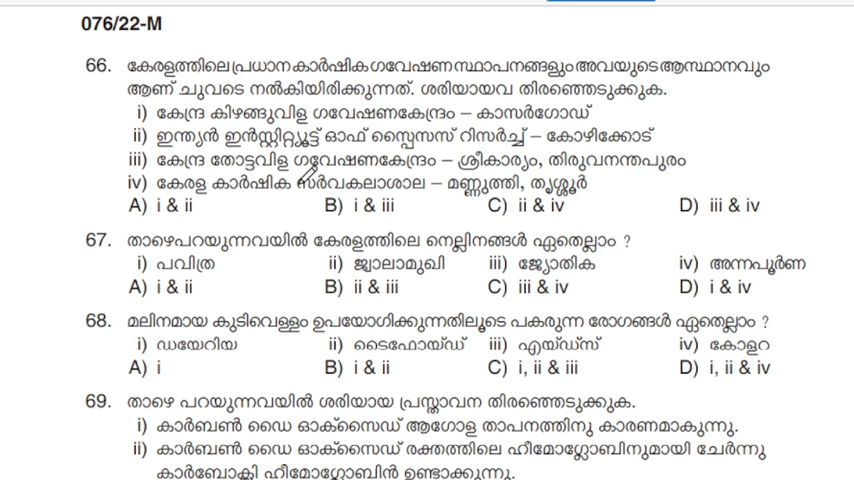 076/22-M
66. കേരളത്തിലെ പ്രധാന കാർഷിക ഗവേഷണ സ്ഥാപനങ്ങളും അവയുടെ ആസ്ഥാനവും
ആണ് ചുവടെ നൽകിയിരിക്കുന്നത്. ശരിയായവ തിരഞ്ഞെടുക്കുക.
i) കേന്ദ്ര കിഴങ്ങുവിള ഗവേഷണകേന്ദ്രം – കാസർഗോഡ്
ii) ഇന്ത്യൻ ഇൻസ്റ്റിറ്റ്യൂട്ട് ഓഫ് സ്പൈസസ് റിസർച്ച് – കോഴിക്കോട്
iii) കേന്ദ്ര തോട്ടവിള ഗവേഷണകേന്ദ്രം – ശ്രീകാര്യം, തിരുവനന്തപുരം
iv) കേരള കാർഷിക സർവകലാശാല – മണ്ണുത്തി, തൃശ്ശൂർ
A) i & ii B) i & iii C) ii & iv D) iii & iv
67. താഴെപറയുന്നവയിൽ കേരളത്തിലെ നെല്ലിനങ്ങൾ ഏതെല്ലാം ?
i) പവിത്ര ii) ജ്വാലാമുഖി iii) ജ്യോതിക iv) അന്നപൂർണ
A) i & ii B) ii & iii C) iii & iv D) i & iv
68. മലിനമായ കുടിവെള്ളം ഉപയോഗിക്കുന്നതിലൂടെ പകരുന്ന രോഗങ്ങൾ ഏതെല്ലാം ?
i) ഡയേറിയ ii) ടൈഫോയ്ഡ് iii) എയ്ഡ്സ് iv) കോളറ
A) i B) i & ii C) i, ii & iii D) i, ii & iv
69. താഴെ പറയുന്നവയിൽ ശരിയായ പ്രസ്താവന തിരഞ്ഞെടുക്കുക.
i) കാർബൺ ഡൈ ഓക്സൈഡ് ആഗോള താപനത്തിനു കാരണമാകുന്നു.
ii) കാർബൺ ഡൈ ഓക്സൈഡ് രക്തത്തിലെ ഹീമോഗ്ലോബിനുമായി ചേർന്നു
കാർബോക്സി ഹീമോഗ്ലോബിൻ ഉണ്ടാക്കുന്നു.